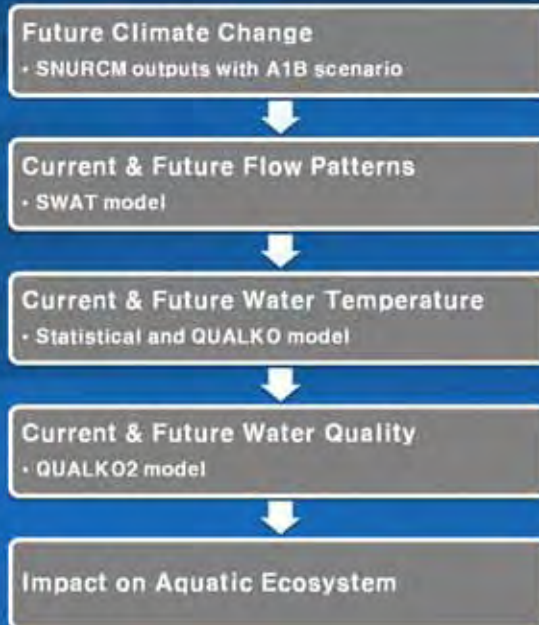 Future Climate Change
· SNURCM outputs with A1B scenario
Current & Future Flow Patterns
· SWAT model
Current & Future Water Temperature
· Statistical and QUALKO model
Current & Future Water Quality
· QUALKO2 model
Impact on Aquatic Ecosystem